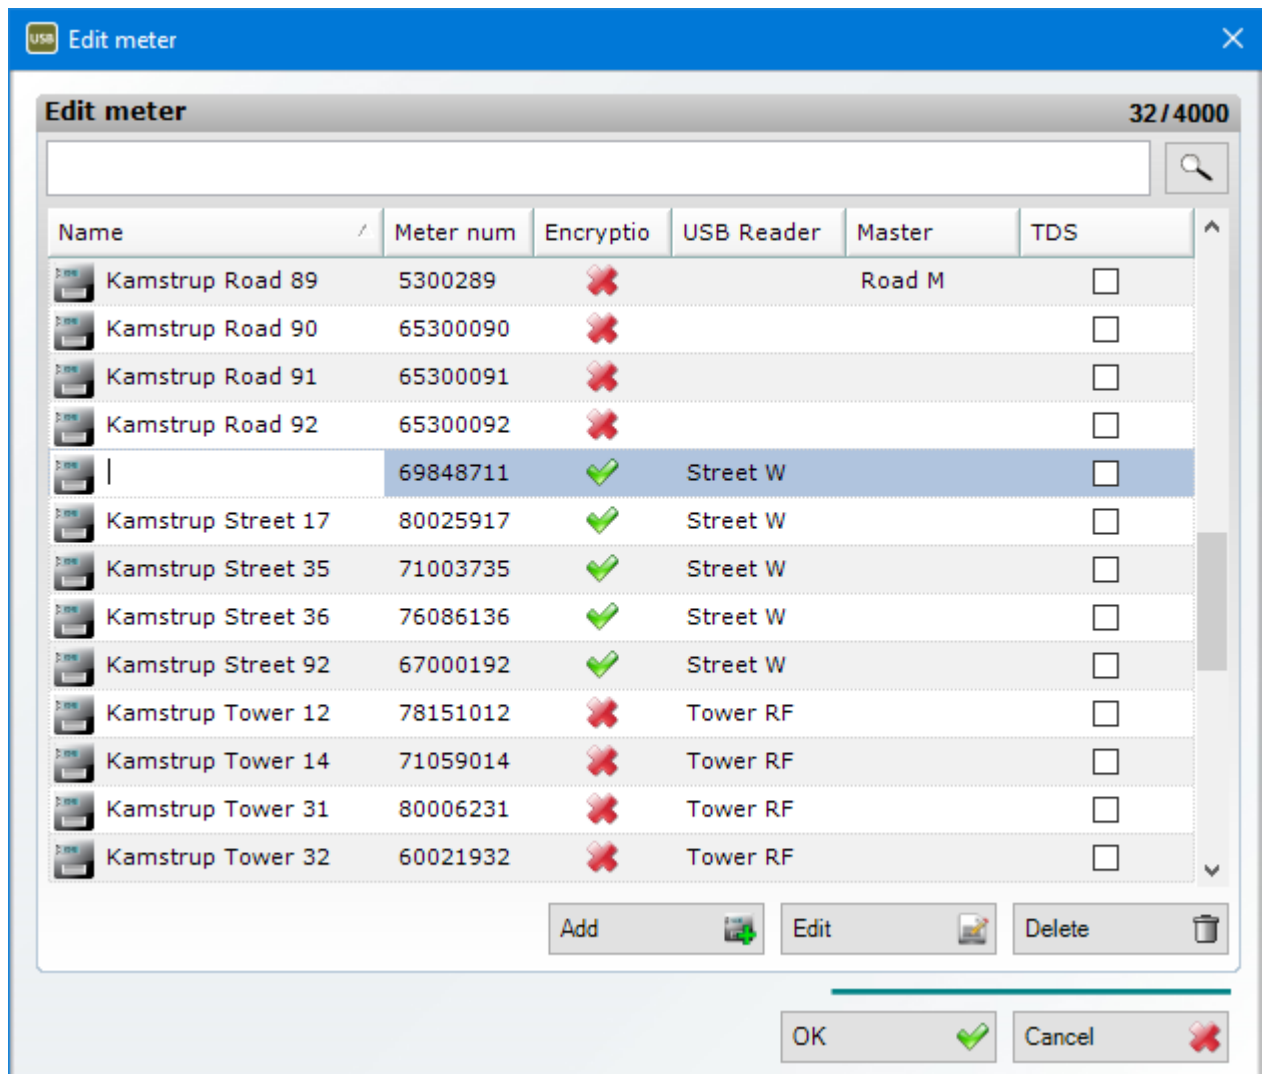 USB Edit meter
Edit meter 32/4000
Name Meter num Encryptio USB Reader Master TDS
Kamstrup Road 89 5300289 Road M
Kamstrup Road 90 65300090
Kamstrup Road 91 65300091
Kamstrup Road 92 65300092
69848711 Street W
Kamstrup Street 17 80025917 Street W
Kamstrup Street 35 71003735 Street W
Kamstrup Street 36 76086136 Street W
Kamstrup Street 92 67000192 Street W
Kamstrup Tower 12 78151012 Tower RF
Kamstrup Tower 14 71059014 Tower RF
Kamstrup Tower 31 80006231 Tower RF
Kamstrup Tower 32 60021932 Tower RF
Add Edit Delete
OK Cancel